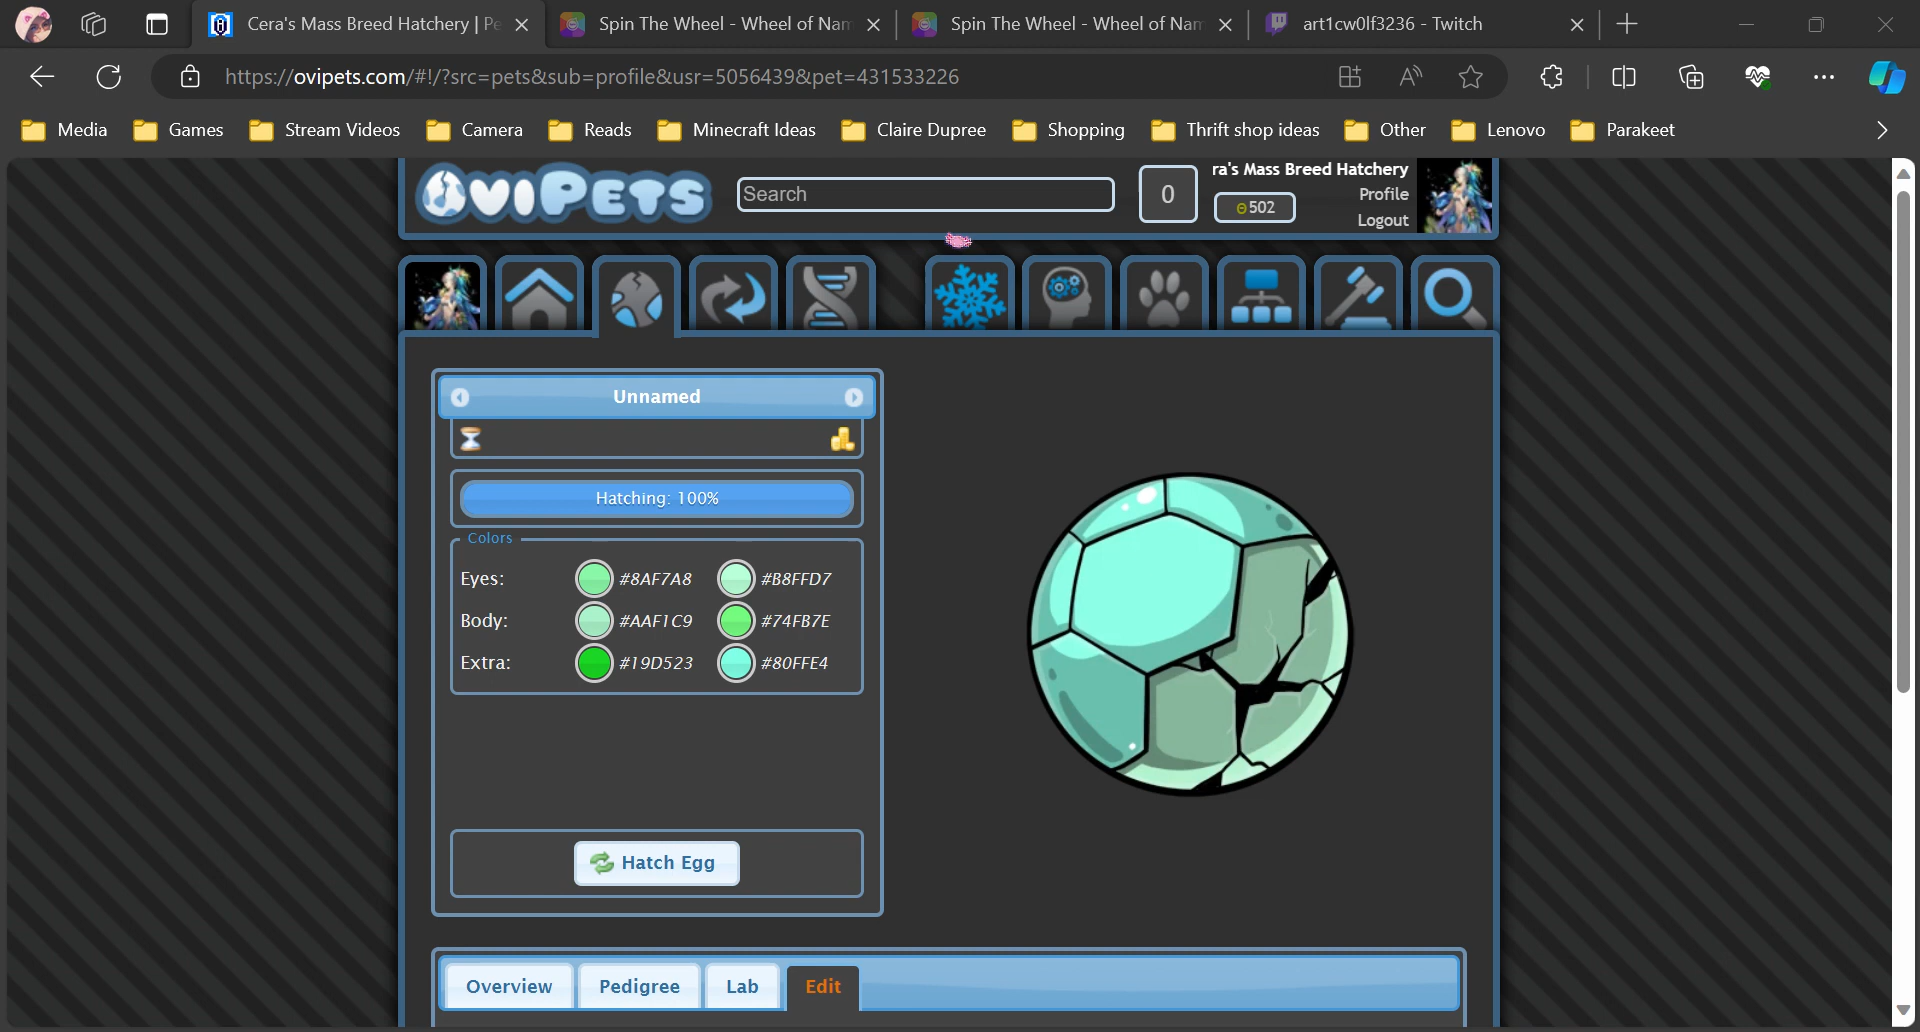 Cera's Mass Breed Hatchery | Pe
Spin The Wheel - Wheel of Nam
Spin The Wheel - Wheel of Nam
art1cw0lf3236 - Twitch
https://ovipets.com/#!/?src=pets&sub=profile&usr=5056439&pet=431533226
Media
Games
Stream Videos
Camera
Reads
Minecraft Ideas
Claire Dupree
Shopping
Thrift shop ideas
Other
Lenovo
Parakeet
OviPets
Search
0
ra's Mass Breed Hatchery
502
Profile
Logout
Unnamed
Hatching: 100%
Colors
Eyes: #8AF7A8 #B8FFD7
Body: #AAF1C9 #74FB7E
Extra: #19D523 #80FFE4
Hatch Egg
Overview
Pedigree
Lab
Edit